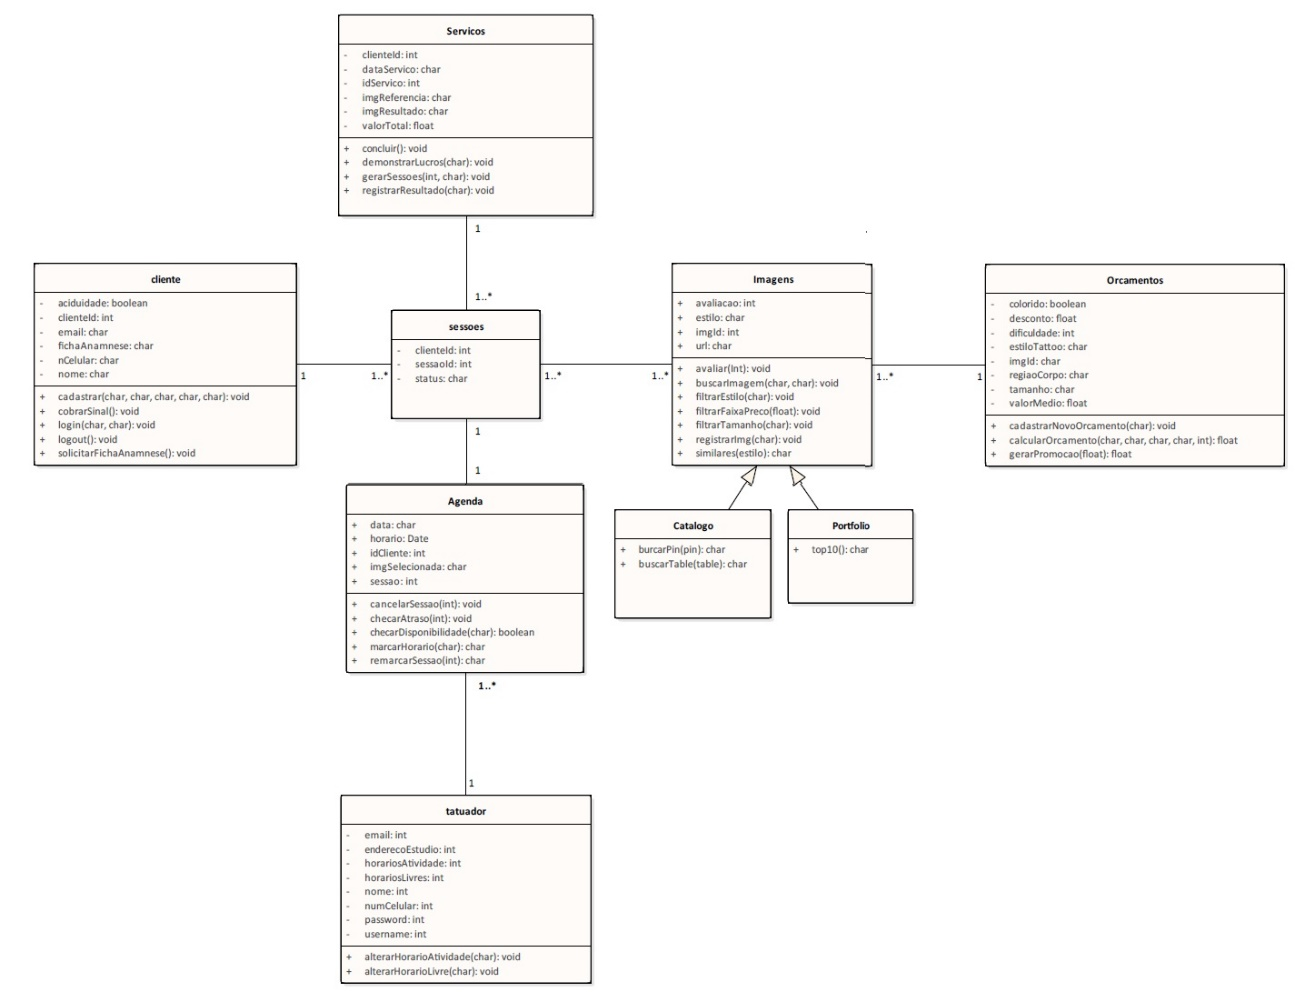 Servicos
- clienteId: int
- dataServico: char
- idServico: int
- imgReferencia: char
- imgResultado: char
- valorTotal: float
+ concluir(): void
+ demonstrarLucros(char): void
+ gerarSessoes(int, char): void
+ registrarResultado(char): void
1
1..*
cliente
- aciduidade: boolean
- clienteId: int
- email: char
- fichaAnamnese: char
- nCelular: char
- nome: char
+ cadastrar(char, char, char, char, char): void
+ cobrarSinal(): void
+ login(char, char): void
+ logout(): void
+ solicitarFichaAnamnese(): void
1
1..*
sessoes
- clienteId: int
- sessaoId: int
- status: char
1..*
1..*
Imagens
+ avaliacao: int
+ estilo: char
+ imgId: int
+ url: char
+ avaliar(Int): void
+ buscarImagem(char, char): void
+ filtrarEstilo(char): void
+ filtrarFaixaPreco(float): void
+ filtrarTamanho(char): void
+ registrarImg(char): void
+ similares(estilo): char
1..*
1
Orcamentos
- colorido: boolean
- desconto: float
- dificuldade: int
- estiloTattoo: char
- imgId: char
- regiaoCorpo: char
- tamanho: char
- valorMedio: float
+ cadastrarNovoOrcamento(char): void
+ calcularOrcamento(char, char, char, char, int): float
+ gerarPromocao(float): float
1
1
Agenda
+ data: char
+ horario: Date
+ idCliente: int
+ imgSelecionada: char
+ sessao: int
+ cancelarSessao(int): void
+ checarAtraso(int): void
+ checarDisponibilidade(char): boolean
+ marcarHorario(char): char
+ remarcarSessao(int): char
Catalogo
+ burcarPin(pin): char
+ buscarTable(table): char
Portfolio
+ top10(): char
1..*
1
tatuador
- email: int
- enderecoEstudio: int
- horariosAtividade: int
- horariosLivres: int
- nome: int
- numCelular: int
- password: int
- username: int
+ alterarHorarioAtividade(char): void
+ alterarHorarioLivre(char): void